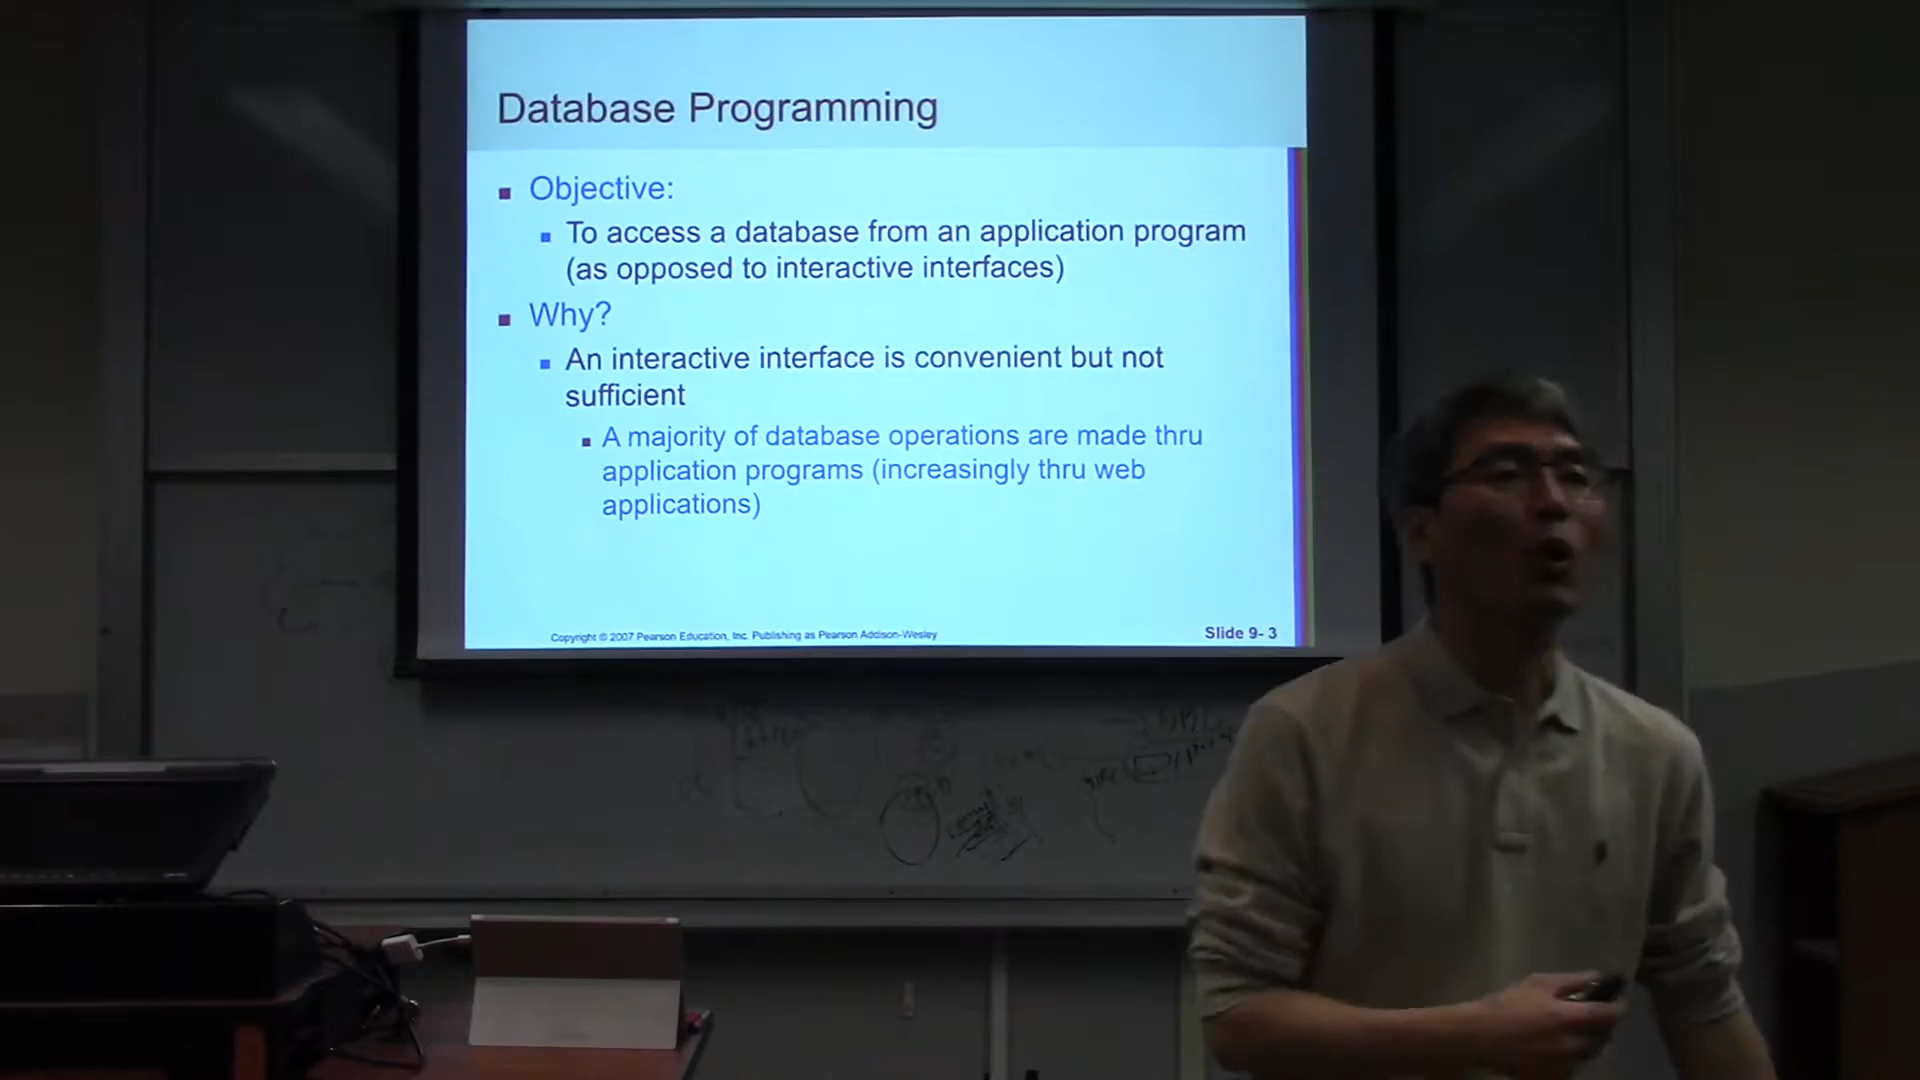 Database Programming
Objective:
To access a database from an application program
(as opposed to interactive interfaces)
Why?
An interactive interface is convenient but not
sufficient
A majority of database operations are made thru
application programs (increasingly thru web
applications)
Copyright © 2007 Pearson Education, Inc. Publishing as Pearson Addison-Wesley
Slide 9- 3